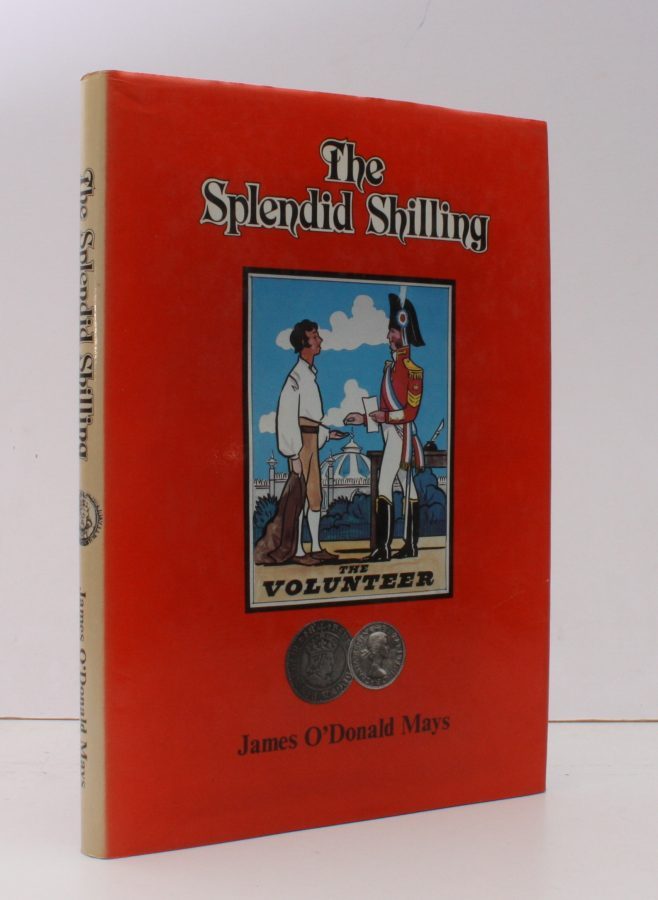 The
Splendid Shilling
THE
VOLUNTEER
James O'Donald Mays
The Splendid Shilling
James O'Donald Mays